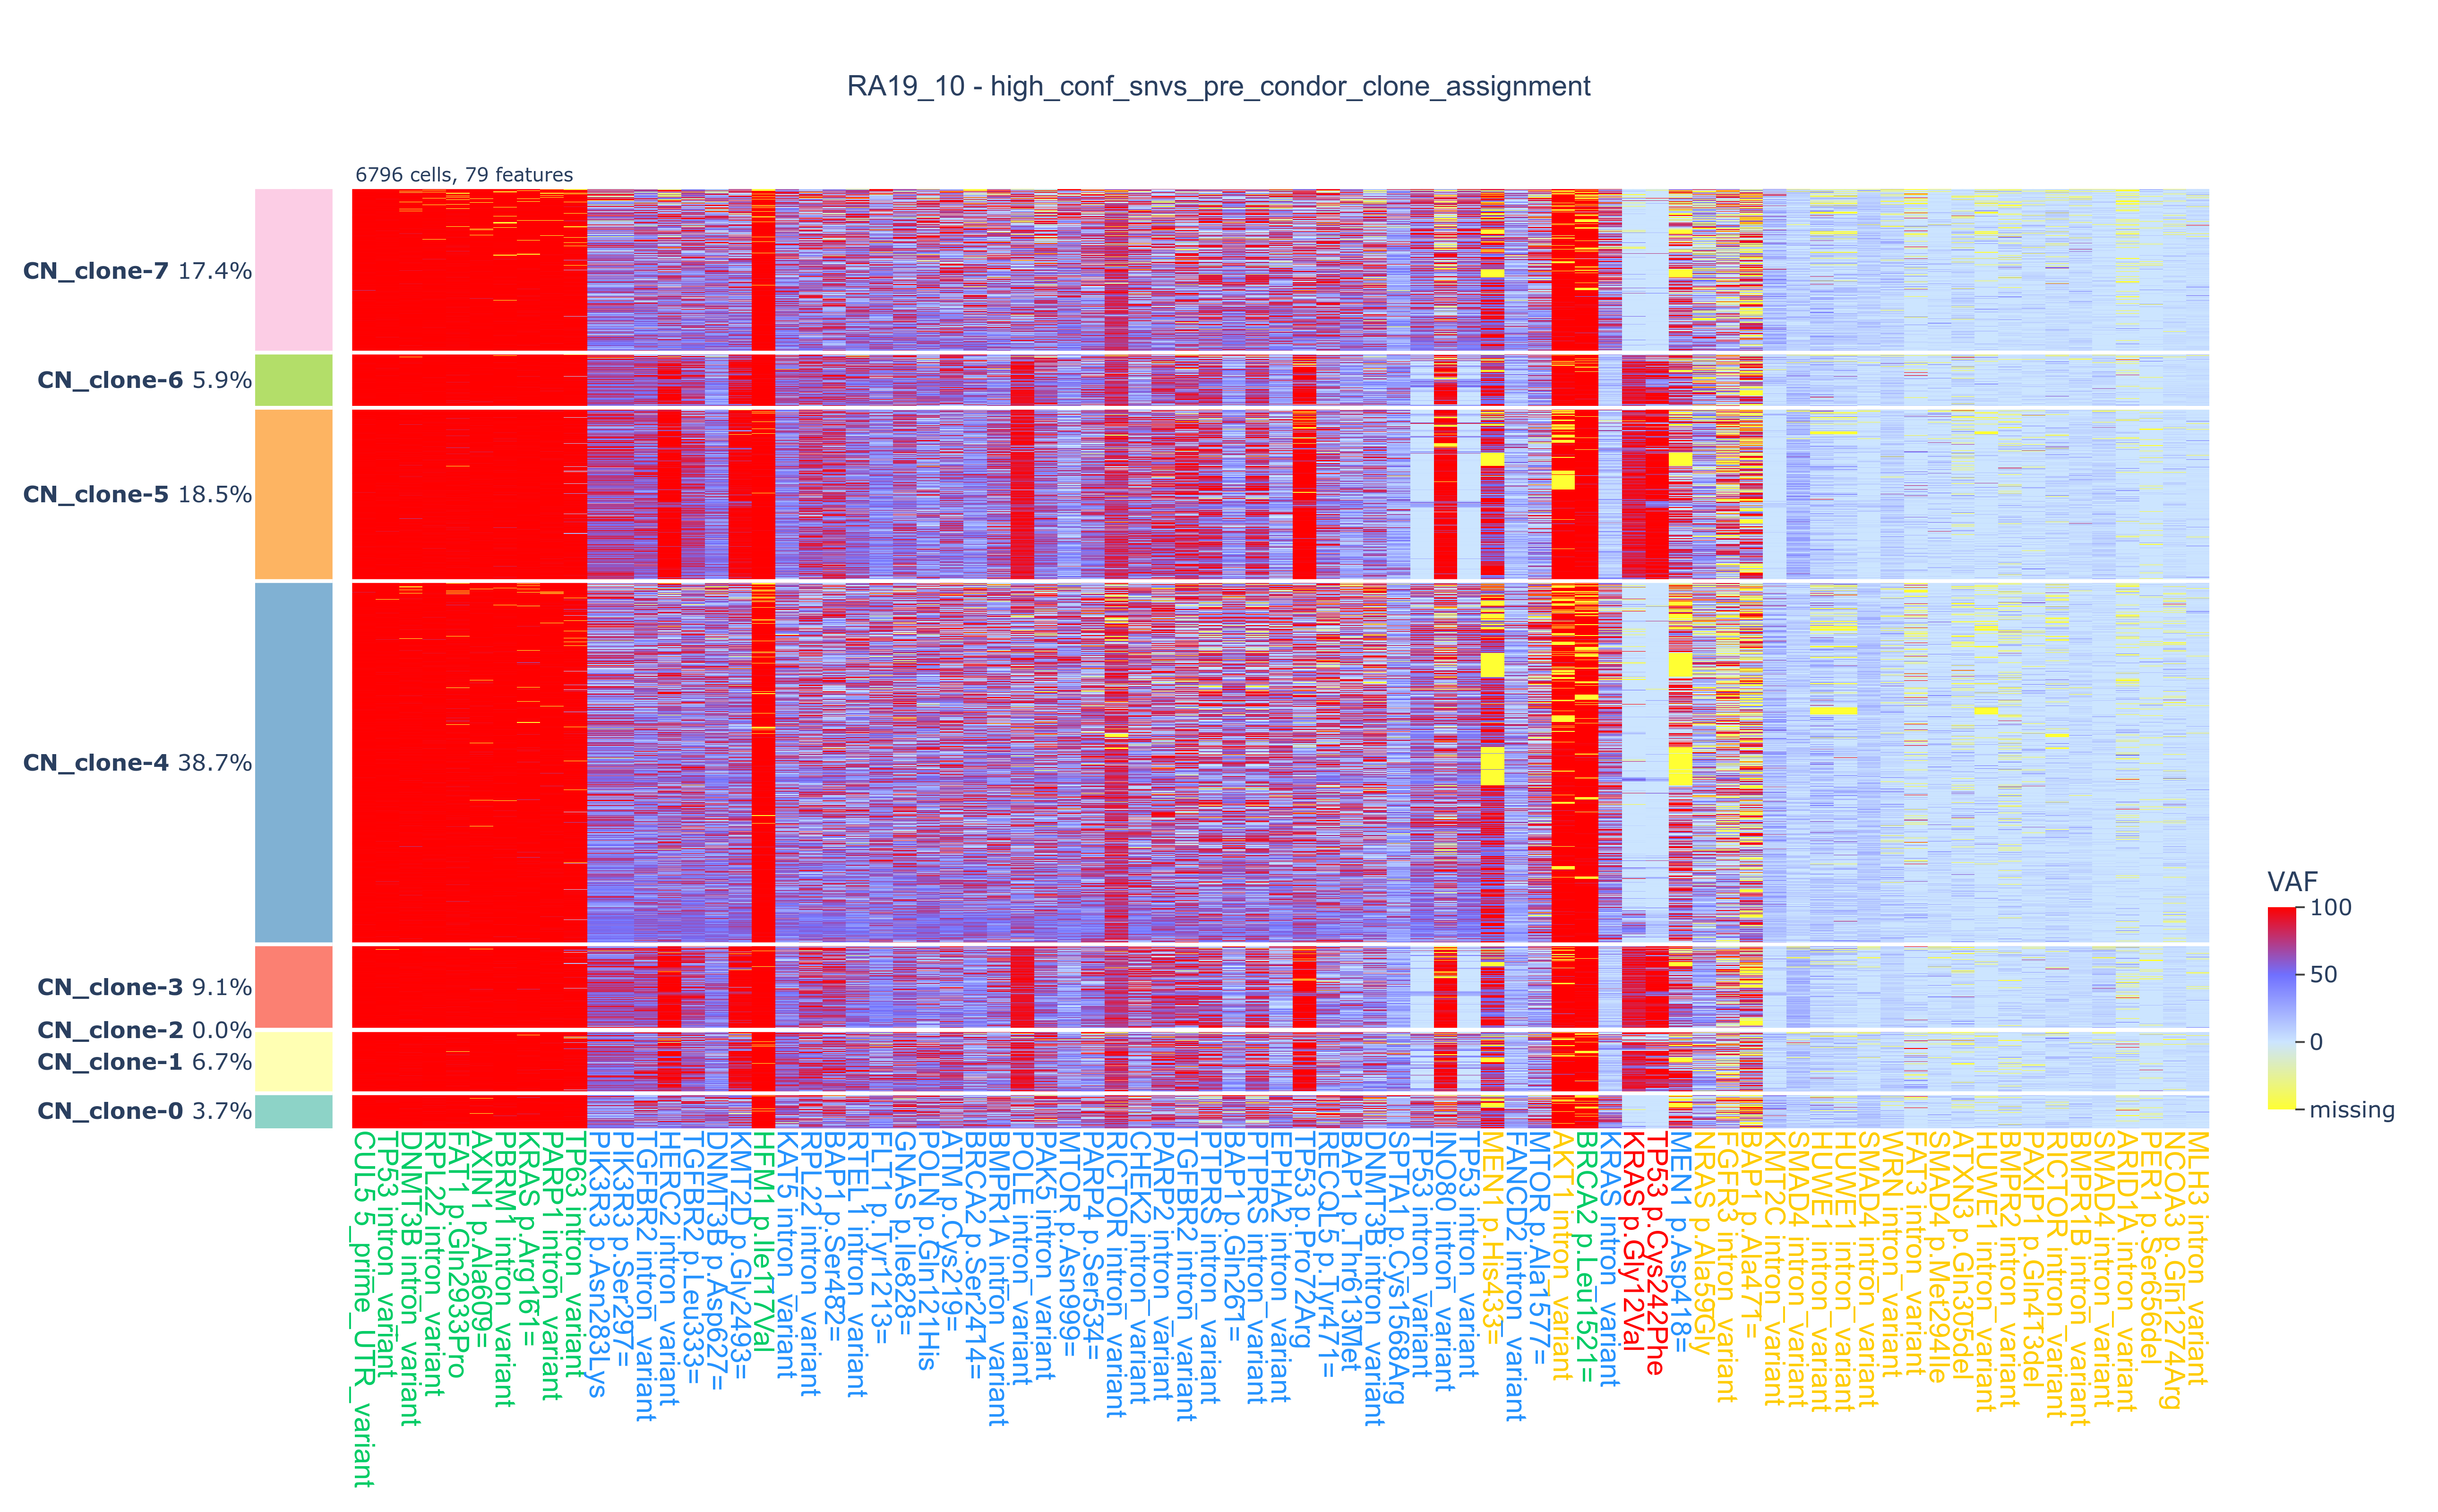 RA19_10 - high_conf_snvs_pre_condor_clone_assignment
6796 cells, 79 features
CN_clone-7 17.4%
CN_clone-6 5.9%
CN_clone-5 18.5%
CN_clone-4 38.7%
CN_clone-3 9.1%
CN_clone-2 0.0%
CN_clone-1 6.7%
CN_clone-0 3.7%
VAF
100
50
0
missing
CUL5 5_prime_UTR_variant
TP53 intron_variant
DNMT3B intron_variant
RPL22 intron_variant
FAT1 p.Gln2933Pro
AXIN1 p.Ala609=
PBRM1 intron_variant
KRAS p.Arg161=
PARP1 intron_variant
TP63 intron_variant
PIK3R3 p.Asn283Lys
PIK3R3 p.Ser297=
TGFBR2 intron_variant
HERC2 intron_variant
TGFBR2 p.Leu333=
DNMT3B p.Asp627=
KMT2D p.Gly2493=
HFM1 p.Ile117Val
KAT5 intron_variant
RPL22 intron_variant
BAP1 p.Ser482=
RTEL1 intron_variant
FLT1 p.Tyr1213=
GNAS p.Ile828=
POLN p.Gln121His
ATM p.Cys219=
BRCA2 p.Ser2414=
BMPR1A intron_variant
POLE intron_variant
PAK5 intron_variant
MTOR p.Asn999=
PARP4 p.Ser534=
RICTOR intron_variant
CHEK2 intron_variant
PARP2 intron_variant
TGFBR2 intron_variant
PTPRS intron_variant
BAP1 p.Gln261=
PTPRS intron_variant
EPHA2 intron_variant
TP53 p.Pro72Arg
RECQL5 p.Tyr471=
BAP1 p.Thr613Met
DNMT3B intron_variant
SPTA1 p.Cys1568Arg
TP53 intron_variant
INO80 intron_variant
TP53 intron_variant
MEN1 p.His433=
FANCD2 intron_variant
MTOR p.Ala1577=
AKT1 intron_variant
BRCA2 p.Leu1521=
KRAS intron_variant
KRAS p.Gly12Val
TP53 p.Cys242Phe
MEN1 p.Asp418=
NRAS p.Ala59Gly
FGFR3 intron_variant
BAP1 p.Ala471=
KMT2C intron_variant
SMAD4 intron_variant
HUWE1 intron_variant
HUWE1 intron_variant
SMAD4 intron_variant
WRN intron_variant
FAT3 intron_variant
SMAD4 p.Met294Ile
ATXN3 p.Gln305del
HUWE1 intron_variant
BMPR2 intron_variant
PAXIP1 p.Gln413del
RICTOR intron_variant
BMPR1B intron_variant
SMAD4 intron_variant
ARID1A intron_variant
PER1 p.Ser656del
NCOA3 p.Gln1274Arg
MLH3 intron_variant